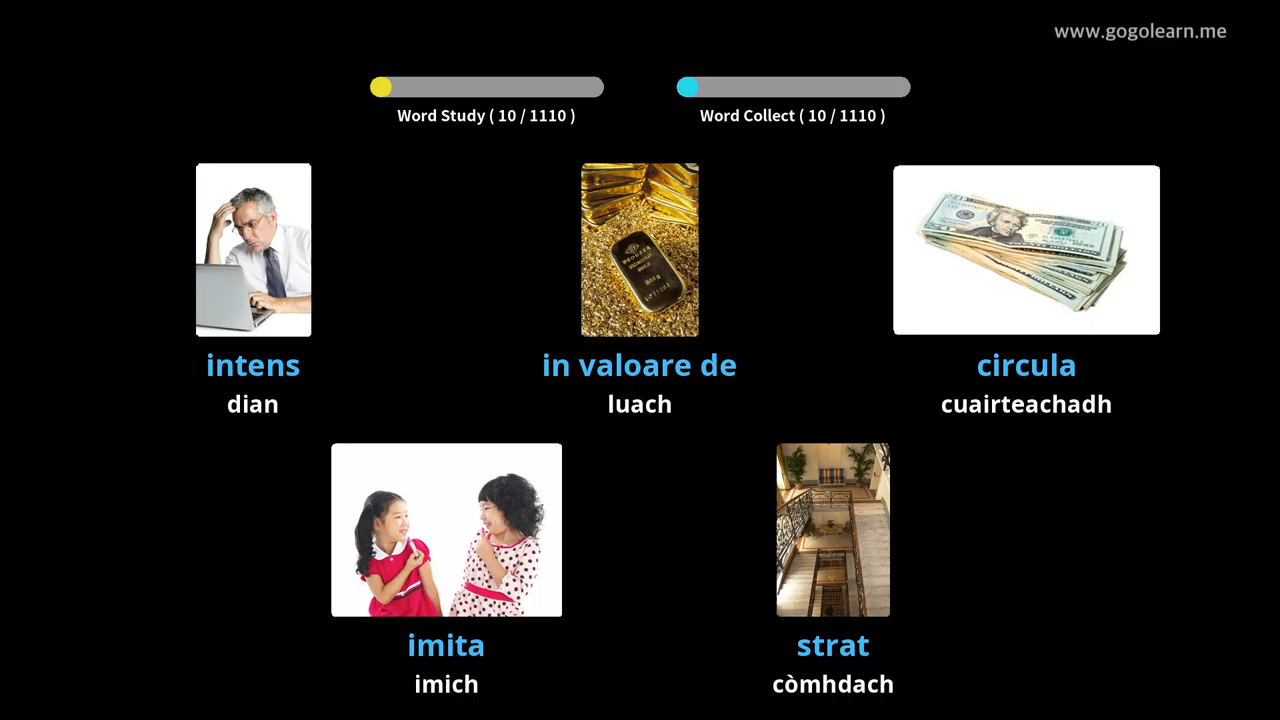 www.gogolearn.me
Word Study ( 10 / 1110 )
Word Collect ( 10 / 1110 )
intens
dian
in valoare de
luach
circula
cuairteachadh
imita
imich
strat
còmhdach